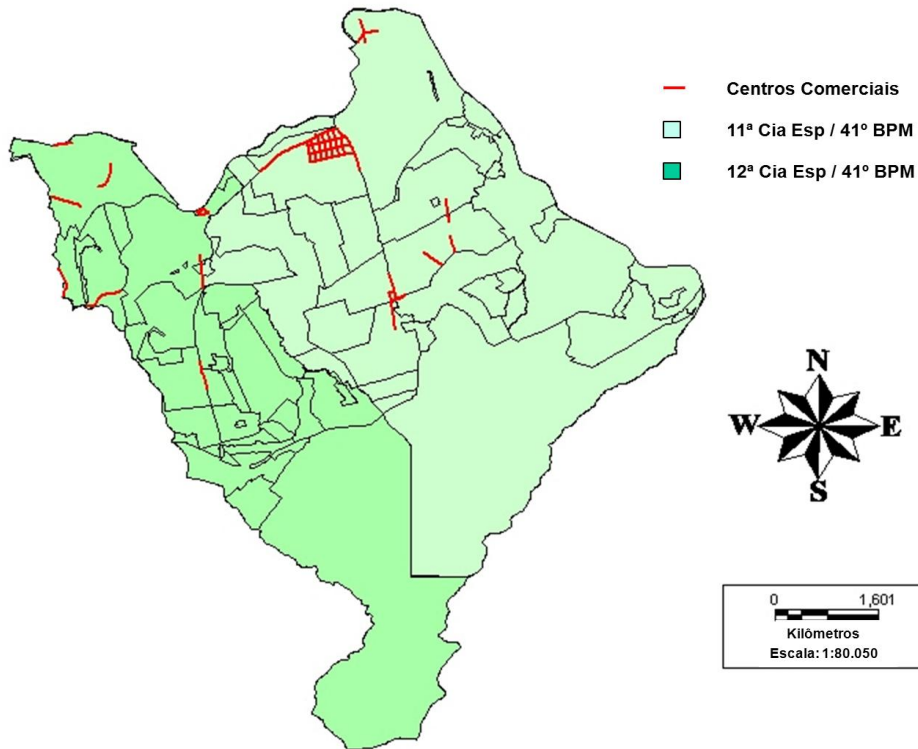 Centros Comerciais
11ª Cia Esp / 41º BPM
12ª Cia Esp / 41º BPM
N
W E
S
0 1,601
Kilômetros
Escala: 1:80.050